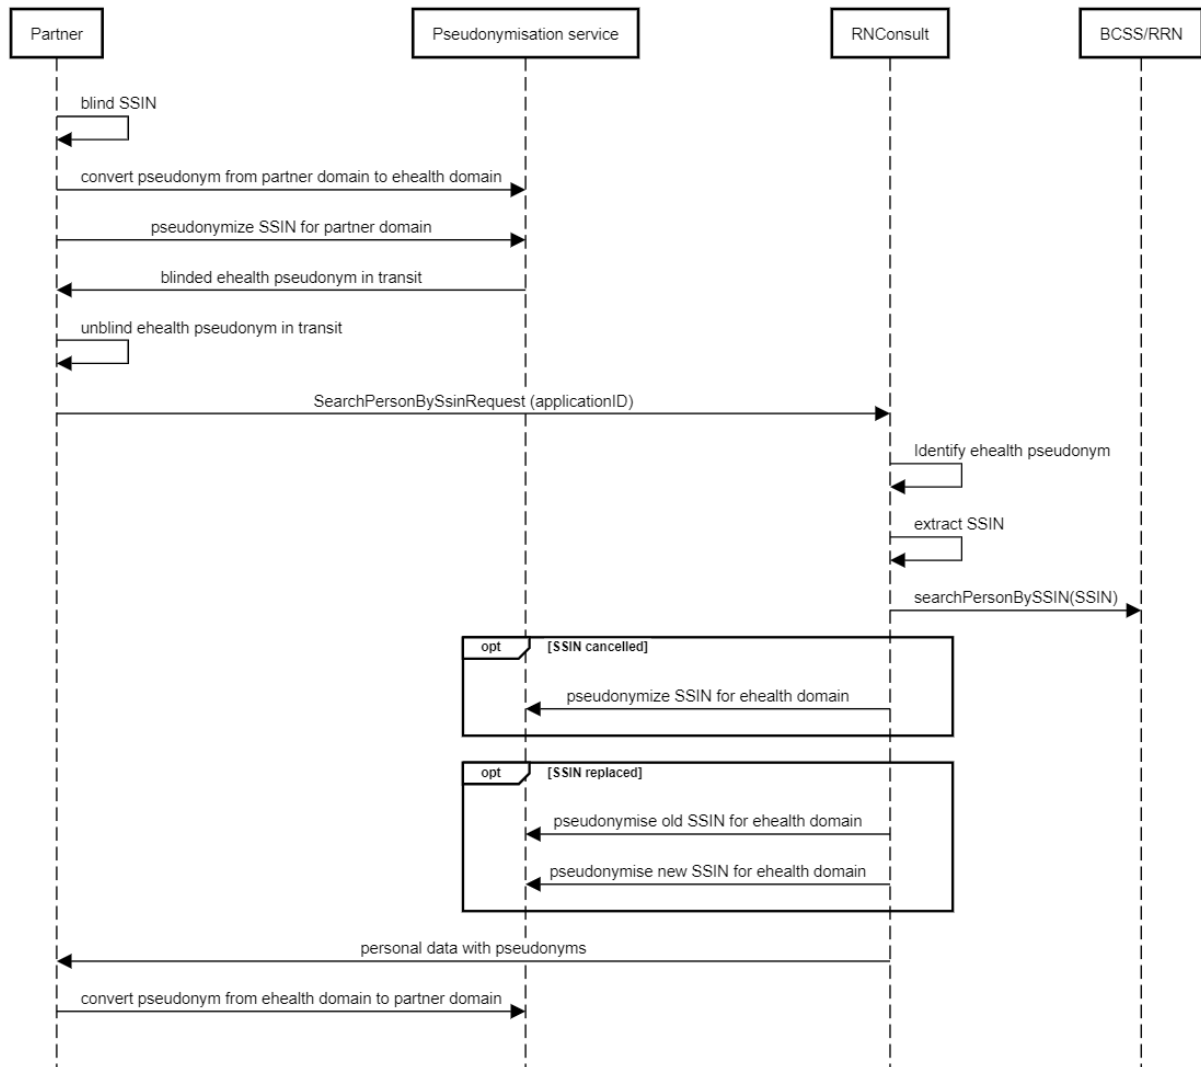 Partner
Pseudonymisation service
RNConsult
BCSS/RRN
blind SSIN
convert pseudonym from partner domain to ehealth domain
pseudonymize SSIN for partner domain
blinded ehealth pseudonym in transit
unblind ehealth pseudonym in transit
SearchPersonBySsinRequest (applicationID)
Identify ehealth pseudonym
extract SSIN
searchPersonBySSIN(SSIN)
opt [SSIN cancelled]
pseudonymize SSIN for ehealth domain
opt [SSIN replaced]
pseudonymise old SSIN for ehealth domain
pseudonymise new SSIN for ehealth domain
personal data with pseudonyms
convert pseudonym from ehealth domain to partner domain